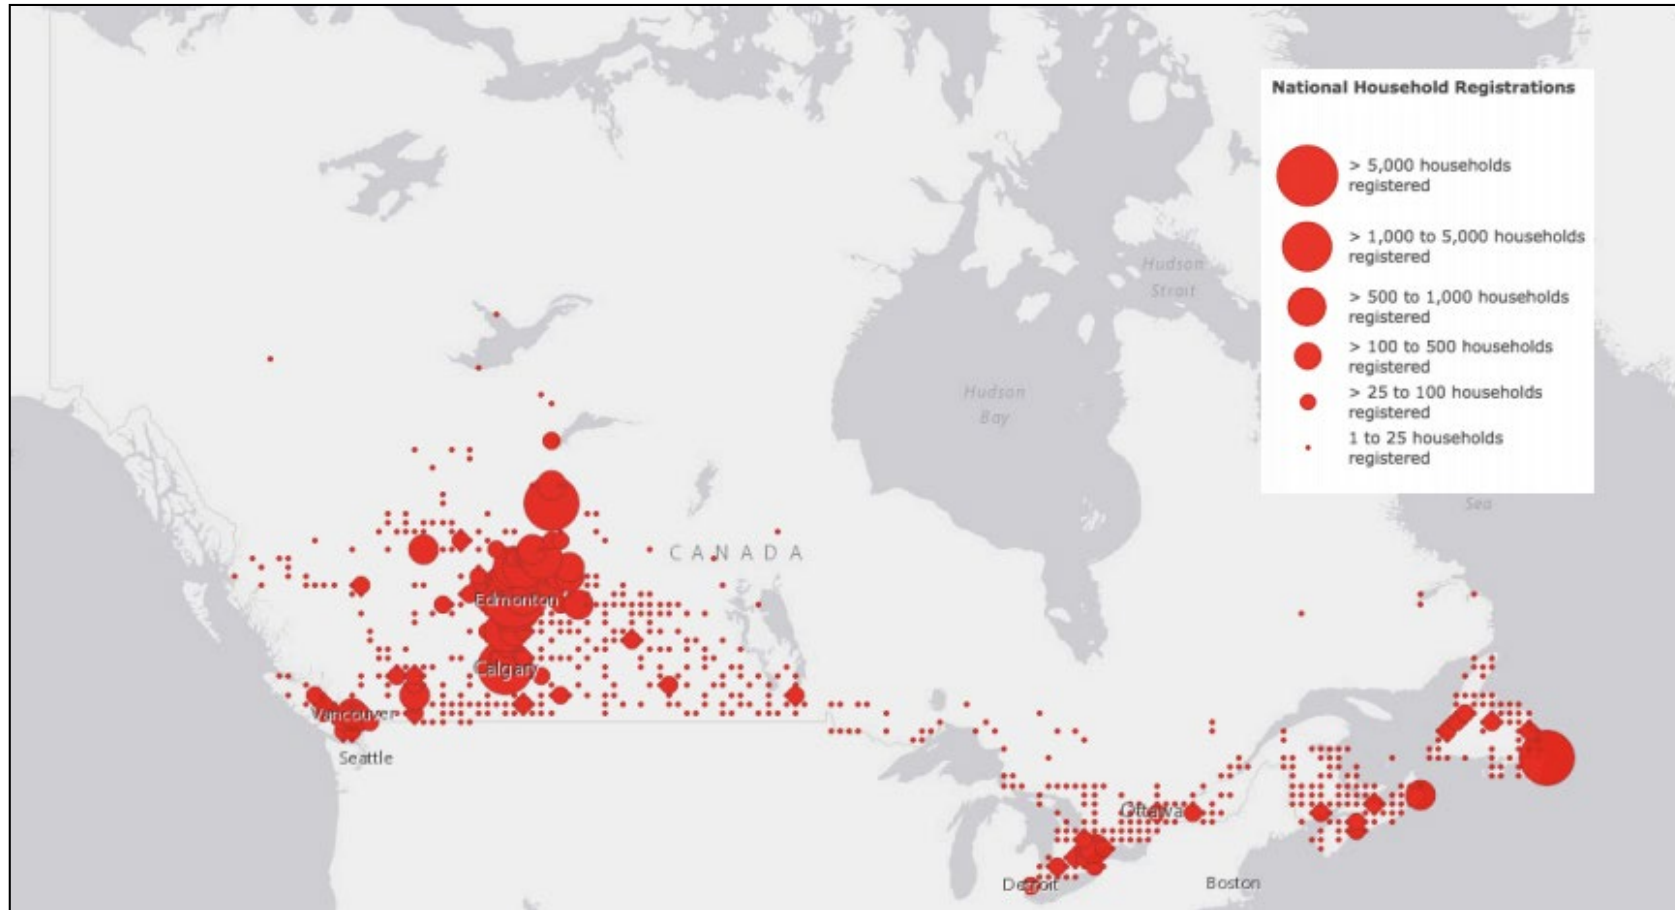 National Household Registrations
> 5,000 households
registered
> 1,000 to 5,000 households
registered
> 500 to 1,000 households
registered
> 100 to 500 households
registered
> 25 to 100 households
registered
1 to 25 households
registered
Hudson
Strait
Hudson
Bay
Sea
CANADA
Edmonton
Calgary
Vancouver
Seattle
Ottawa
Detroit
Boston